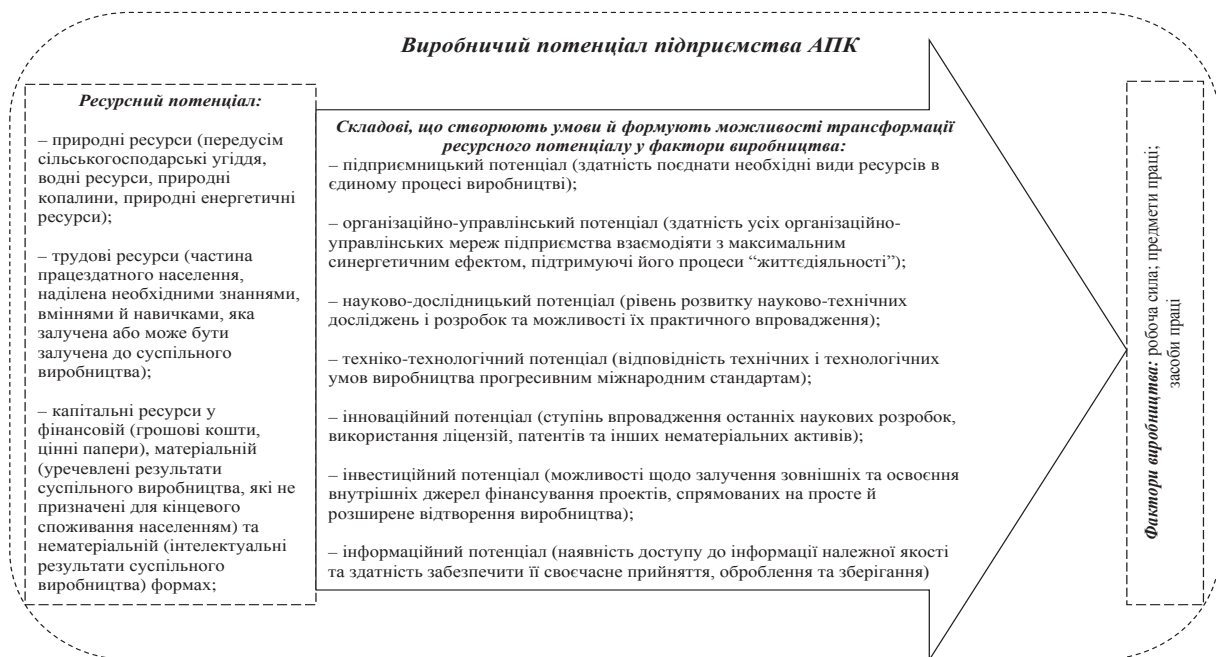 Виробничий потенціал підприємства АПК
Ресурсний потенціал:
– природні ресурси (передусім
сільськогосподарські угіддя,
водні ресурси, природні
копалини, природні енергетичні
ресурси);
– трудові ресурси (частина
працездатного населення,
наділена необхідними знаннями,
вміннями й навичками, яка
залучена або може бути
залучена до суспільного
виробництва);
– капітальні ресурси у
фінансовій (грошові кошти,
цінні папери), матеріальній
(уречевлені результати
суспільного виробництва, які не
призначені для кінцевого
споживання населенням) та
нематеріальній (інтелектуальні
результати суспільного
виробництва) формах;
Складові, що створюють умови й формують можливості трансформації
ресурсного потенціалу у фактори виробництва:
– підприємницький потенціал (здатність поєднати необхідні види ресурсів в
єдиному процесі виробництві);
– організаційно-управлінський потенціал (здатність усіх організаційно-
управлінських мереж підприємства взаємодіяти з максимальним
синергетичним ефектом, підтримуючі його процеси “життєдіяльності”);
– науково-дослідницький потенціал (рівень розвитку науково-технічних
досліджень і розробок та можливості їх практичного впровадження);
– техніко-технологічний потенціал (відповідність технічних і технологічних
умов виробництва прогресивним міжнародним стандартам);
– інноваційний потенціал (ступінь впровадження останніх наукових розробок,
використання ліцензій, патентів та інших нематеріальних активів);
– інвестиційний потенціал (можливості щодо залучення зовнішніх та освоєння
внутрішніх джерел фінансування проектів, спрямованих на просте й
розширене відтворення виробництва);
– інформаційний потенціал (наявність доступу до інформації належної якості
та здатність забезпечити її своєчасне прийняття, оброблення та зберігання)
Фактори виробництва: робоча сила; предмети праці;
засоби праці